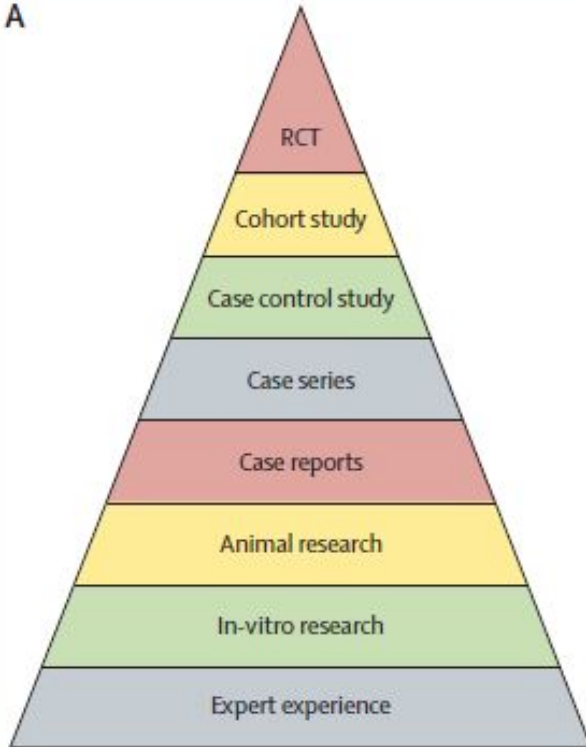 A
RCT
Cohort study
Case control study
Case series
Case reports
Animal research
In-vitro research
Expert experience